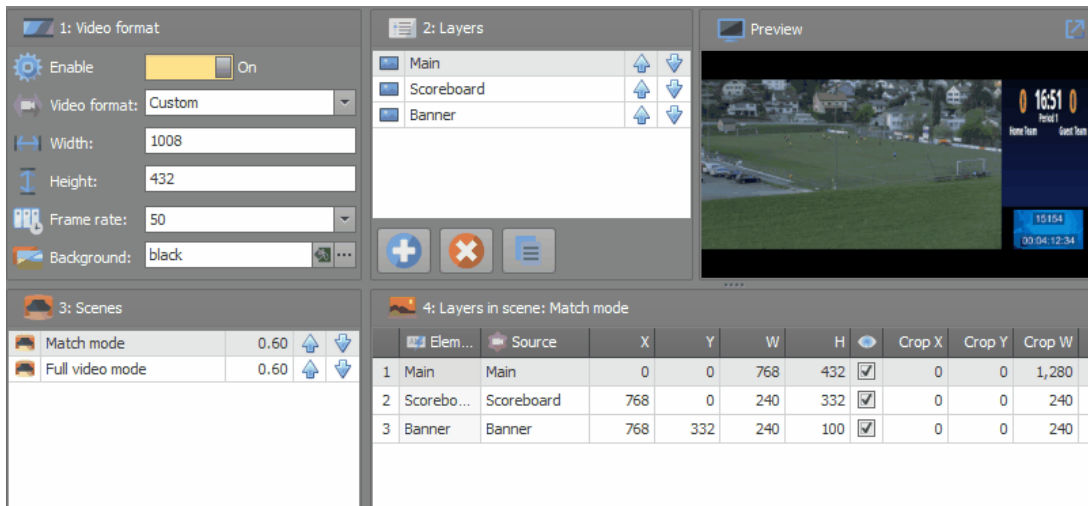 1: Video format
Enable On
Video format: Custom
Width: 1008
Height: 432
Frame rate: 50
Background: black
2: Layers
Main
Scoreboard
Banner
Preview
0 16:51 0
Period 1
Home Team Guest Team
15154
00:04:12:34
3: Scenes
Match mode 0.60
Full video mode 0.60
4: Layers in scene: Match mode
Elem... Source X Y W H Crop X Crop Y Crop W
1 Main Main 0 0 768 432 0 0 1,280
2 Scorebo... Scoreboard 768 0 240 332 0 0 240
3 Banner Banner 768 332 240 100 0 0 240